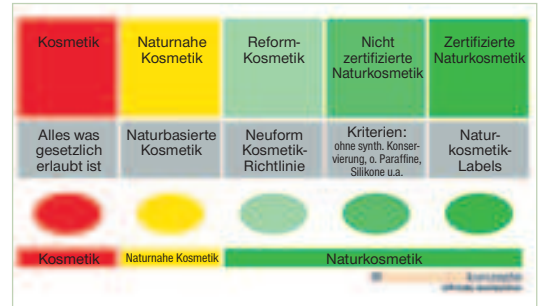 Kosmetik
Naturnahe
Kosmetik
Reform-
Kosmetik
Nicht
zertifizierte
Naturkosmetik
Zertifizierte
Naturkosmetik
Alles was
gesetzlich
erlaubt ist
Naturbasierte
Kosmetik
Neuform
Kosmetik-
Richtlinie
Kriterien:
ohne synth. Konser-
vierung, o. Paraffine,
Silikone u.a.
Natur-
kosmetik-
Labels
Kosmetik
Naturnahe Kosmetik
Naturkosmetik